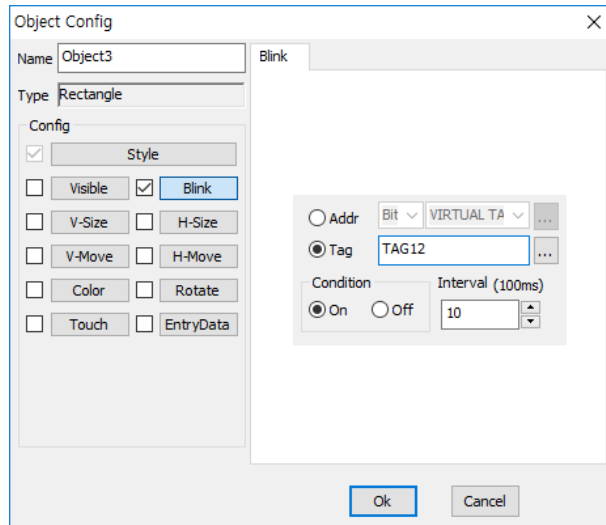 Object Config
Name Object3
Type Rectangle
Config
Style
Visible Blink
V-Size H-Size
V-Move H-Move
Color Rotate
Touch EntryData
Blink
Addr Bit VIRTUAL TA ...
Tag TAG12 ...
Condition Interval (100ms)
On Off 10
Ok Cancel